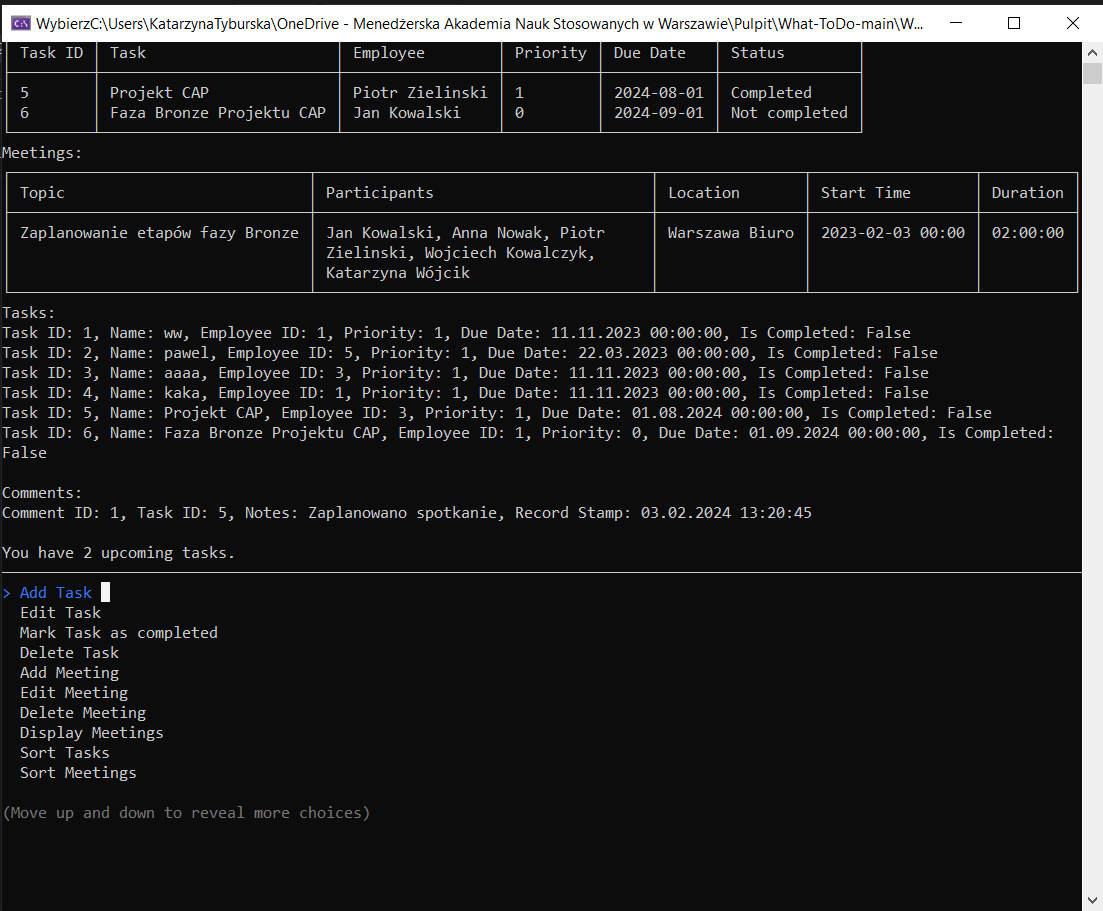 WybierzC:\Users\KatarzynaTyburska\OneDrive - Menedżerska Akademia Nauk Stosowanych w Warszawie\Pulpit\What-ToDo-main\W...
Task ID Task Employee Priority Due Date Status
5 Projekt CAP Piotr Zielinski 1 2024-08-01 Completed
6 Faza Bronze Projektu CAP Jan Kowalski 0 2024-09-01 Not completed
Meetings:
Topic Participants Location Start Time Duration
Zaplanowanie etapów fazy Bronze Jan Kowalski, Anna Nowak, Piotr Warszawa Biuro 2023-02-03 00:00 02:00:00
Zielinski, Wojciech Kowalczyk,
Katarzyna Wójcik
Tasks:
Task ID: 1, Name: ww, Employee ID: 1, Priority: 1, Due Date: 11.11.2023 00:00:00, Is Completed: False
Task ID: 2, Name: pawel, Employee ID: 5, Priority: 1, Due Date: 22.03.2023 00:00:00, Is Completed: False
Task ID: 3, Name: aaaa, Employee ID: 3, Priority: 1, Due Date: 11.11.2023 00:00:00, Is Completed: False
Task ID: 4, Name: kaka, Employee ID: 1, Priority: 1, Due Date: 11.11.2023 00:00:00, Is Completed: False
Task ID: 5, Name: Projekt CAP, Employee ID: 3, Priority: 1, Due Date: 01.08.2024 00:00:00, Is Completed: False
Task ID: 6, Name: Faza Bronze Projektu CAP, Employee ID: 1, Priority: 0, Due Date: 01.09.2024 00:00:00, Is Completed:
False
Comments:
Comment ID: 1, Task ID: 5, Notes: Zaplanowano spotkanie, Record Stamp: 03.02.2024 13:20:45
You have 2 upcoming tasks.
> Add Task
Edit Task
Mark Task as completed
Delete Task
Add Meeting
Edit Meeting
Delete Meeting
Display Meetings
Sort Tasks
Sort Meetings
(Move up and down to reveal more choices)